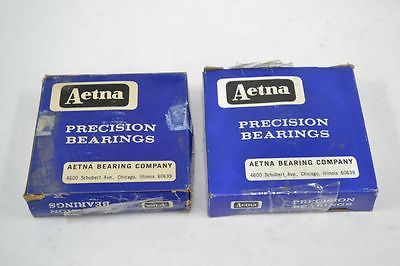 Aetna
PRECISION
BEARINGS
AETNA BEARING COMPANY
4600 Schubert Ave., Chicago, Illinois 60639
BEARINGS
Aetna
Aetna
PRECISION
BEARINGS
AETNA BEARING COMPANY
4600 Schubert Ave., Chicago, Illinois 60639
BEARINGS
Aetna